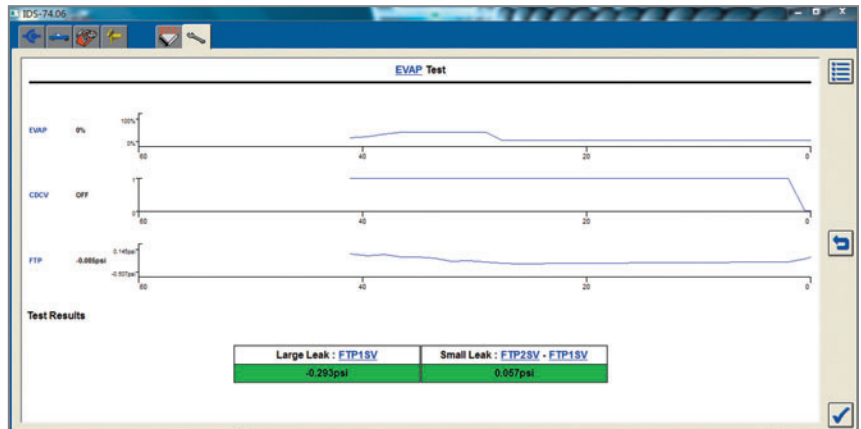 IDS-74.06
EVAP Test
EVAP 0% 100%
0%
60 40 20 0
CDCV OFF 1
0
60 40 20 0
FTP -0.085psi 0.145psi
-0.507psi
60 40 20 0
Test Results
Large Leak : FTP1SV Small Leak : FTP2SV - FTP1SV
-0.293psi 0.057psi